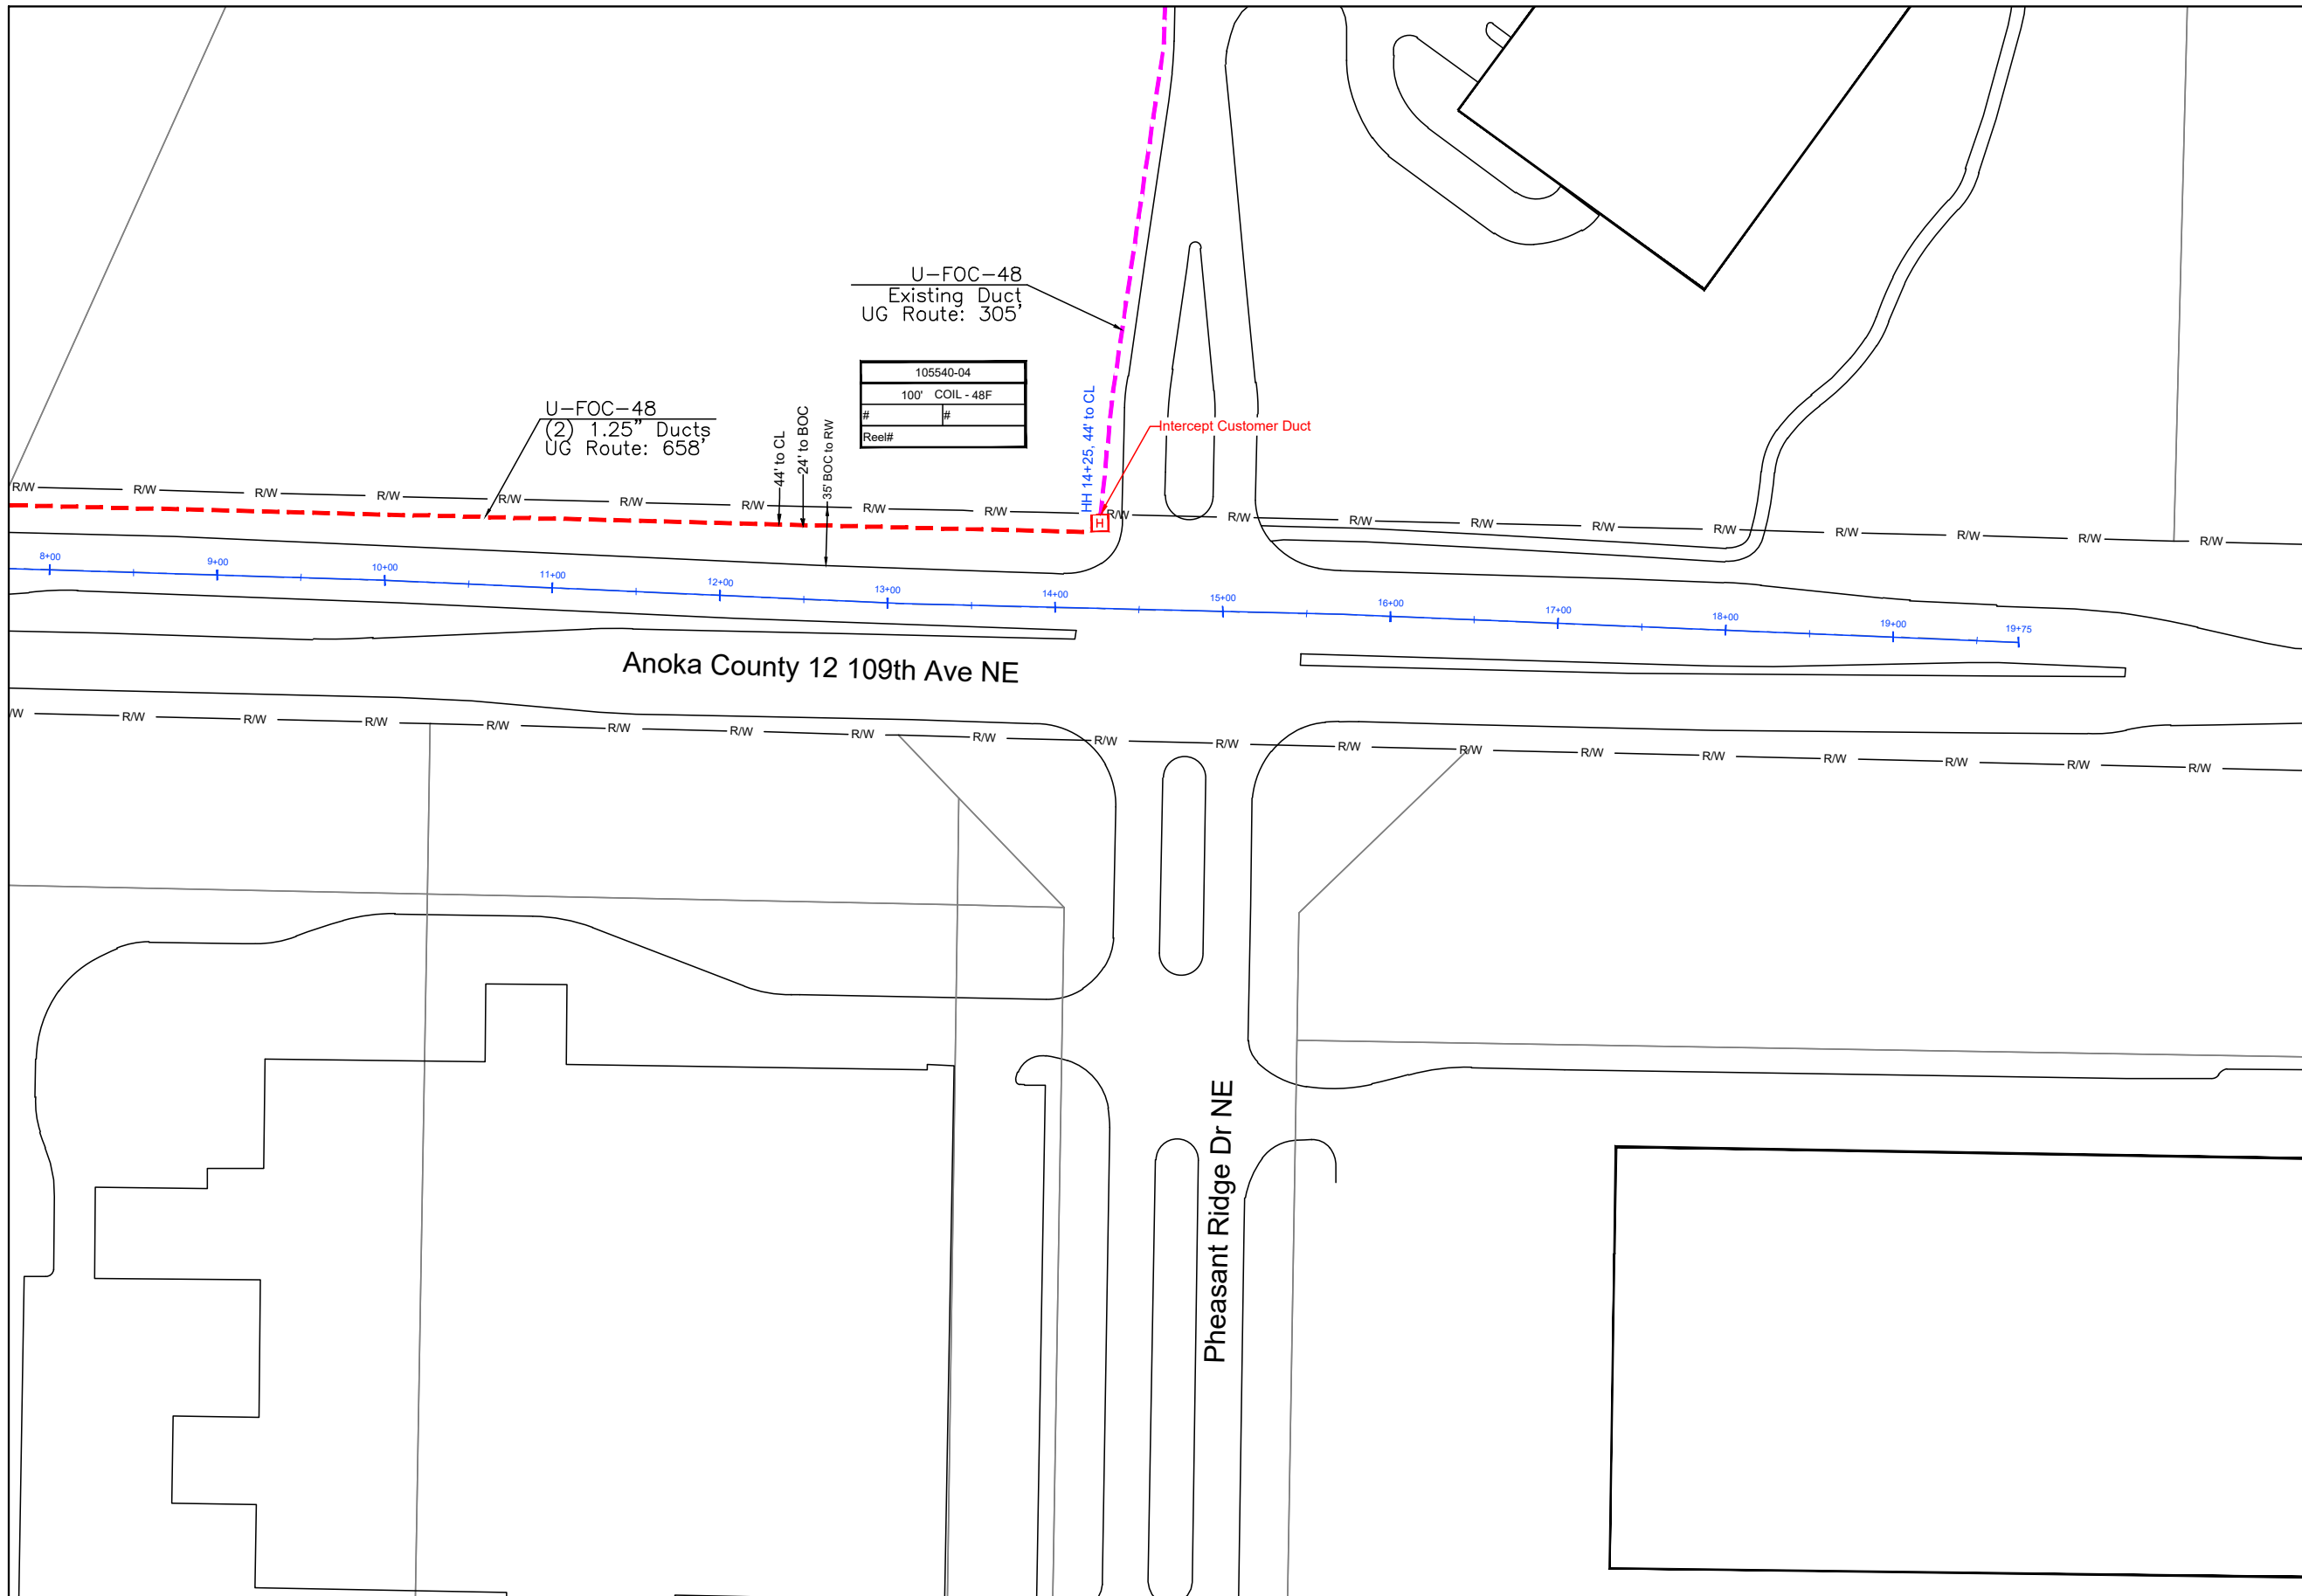 U-FOC-48
Existing Duct
UG Route: 305'
105540-04
100' COIL - 48F
# #
Reel#
U-FOC-48
(2) 1.25" Ducts
UG Route: 658'
44' to CL
24' to BOC
35' BOC to RW
HH 14+25, 44' to CL
Intercept Customer Duct
H
R/W R/W R/W R/W R/W R/W R/W R/W R/W R/W R/W R/W R/W R/W R/W R/W R/W R/W R/W
8+00 9+00 10+00 11+00 12+00 13+00 14+00 15+00 16+00 17+00 18+00 19+00 19+75
Anoka County 12 109th Ave NE
/W R/W R/W R/W R/W R/W R/W R/W R/W R/W R/W R/W R/W R/W R/W R/W R/W R/W R/W
Pheasant Ridge Dr NE